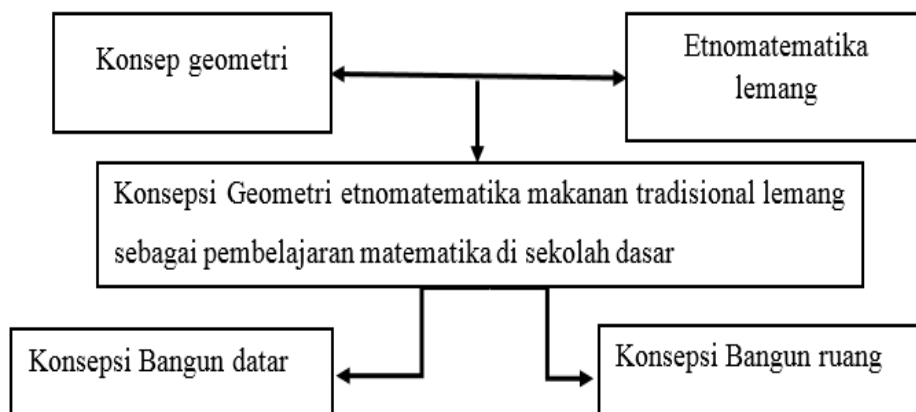 Konsep geometri
Etnomatematika
lemang
Konsepsi Geometri etnomatematika makanan tradisional lemang
sebagai pembelajaran matematika di sekolah dasar
Konsepsi Bangun datar
Konsepsi Bangun ruang